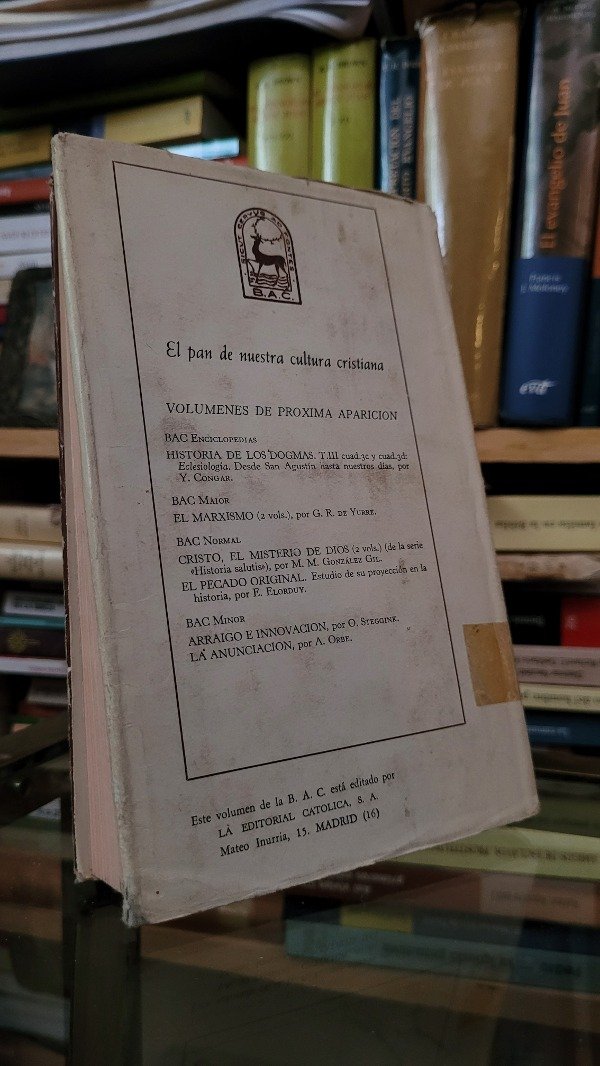 SICUT CERVUS AD FONTES
B.A.C.
El pan de nuestra cultura cristiana
VOLUMENES DE PROXIMA APARICION
BAC Enciclopedias
HISTORIA DE LOS DOGMAS. T.III cuad.3c y cuad.3d:
Eclesiología. Desde San Agustín hasta nuestros días, por
Y. Congar.
BAC Maior
EL MARXISMO (2 vols.), por G. R. de Yurre.
BAC Normal
CRISTO, EL MISTERIO DE DIOS (2 vols.) (de la serie
«Historia salutis»), por M. M. González Gil.
EL PECADO ORIGINAL. Estudio de su proyección en la
historia, por E. Elorduy.
BAC Minor
ARRAIGO E INNOVACION, por O. Steggink.
LA ANUNCIACION, por A. Orbe.
Este volumen de la B. A. C. está editado por
LA EDITORIAL CATOLICA, S. A.
Mateo Inurria, 15. MADRID (16)
El evangelio de Juan
evd